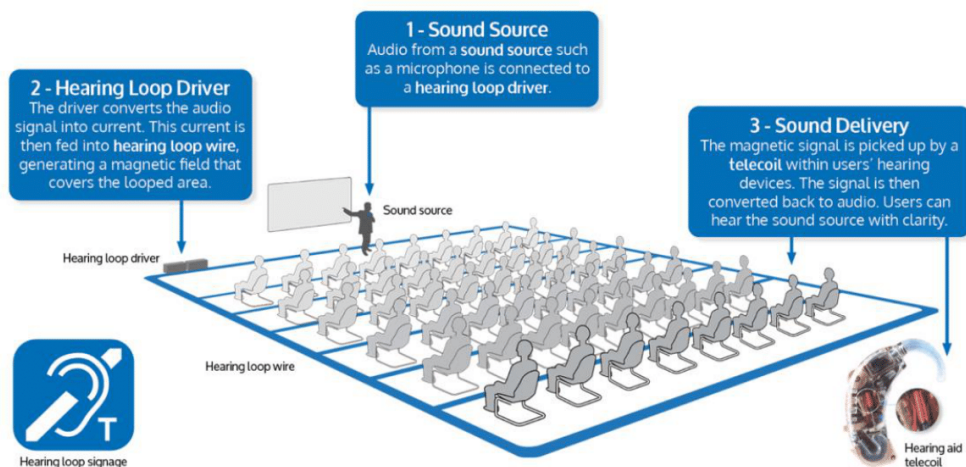 1 - Sound Source
Audio from a sound source such
as a microphone is connected to
a hearing loop driver.
2 - Hearing Loop Driver
The driver converts the audio
signal into current. This current is
then fed into hearing loop wire,
generating a magnetic field that
covers the looped area.
3 - Sound Delivery
The magnetic signal is picked up by a
telecoil within users' hearing
devices. The signal is then
converted back to audio. Users can
hear the sound source with clarity.
Sound source
Hearing loop driver
Hearing loop wire
T
Hearing loop signage
Hearing aid
telecoil